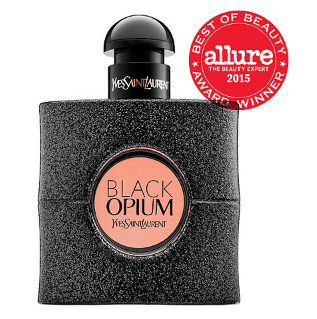 BEST OF BEAUTY
allure
THE BEAUTY EXPERT
2015
AWARD WINNER
YVESSAINTLAURENT
BLACK
OPIUM
YVESSAINTLAURENT